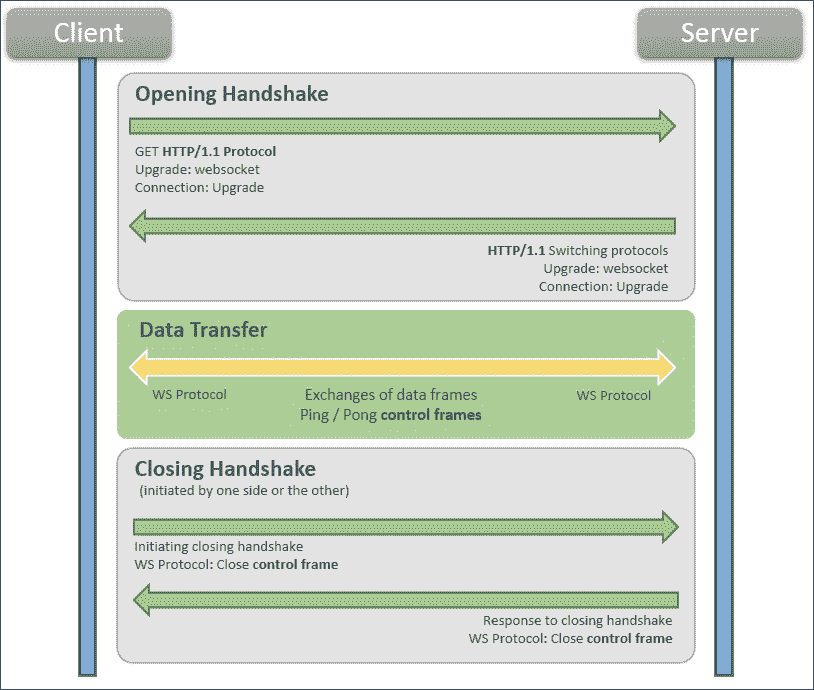 Client
Server
Opening Handshake
GET HTTP/1.1 Protocol
Upgrade: websocket
Connection: Upgrade
HTTP/1.1 Switching protocols
Upgrade: websocket
Connection: Upgrade
Data Transfer
WS Protocol
Exchanges of data frames
WS Protocol
Ping / Pong control frames
Closing Handshake
(initiated by one side or the other)
Initiating closing handshake
WS Protocol: Close control frame
Response to closing handshake
WS Protocol: Close control frame